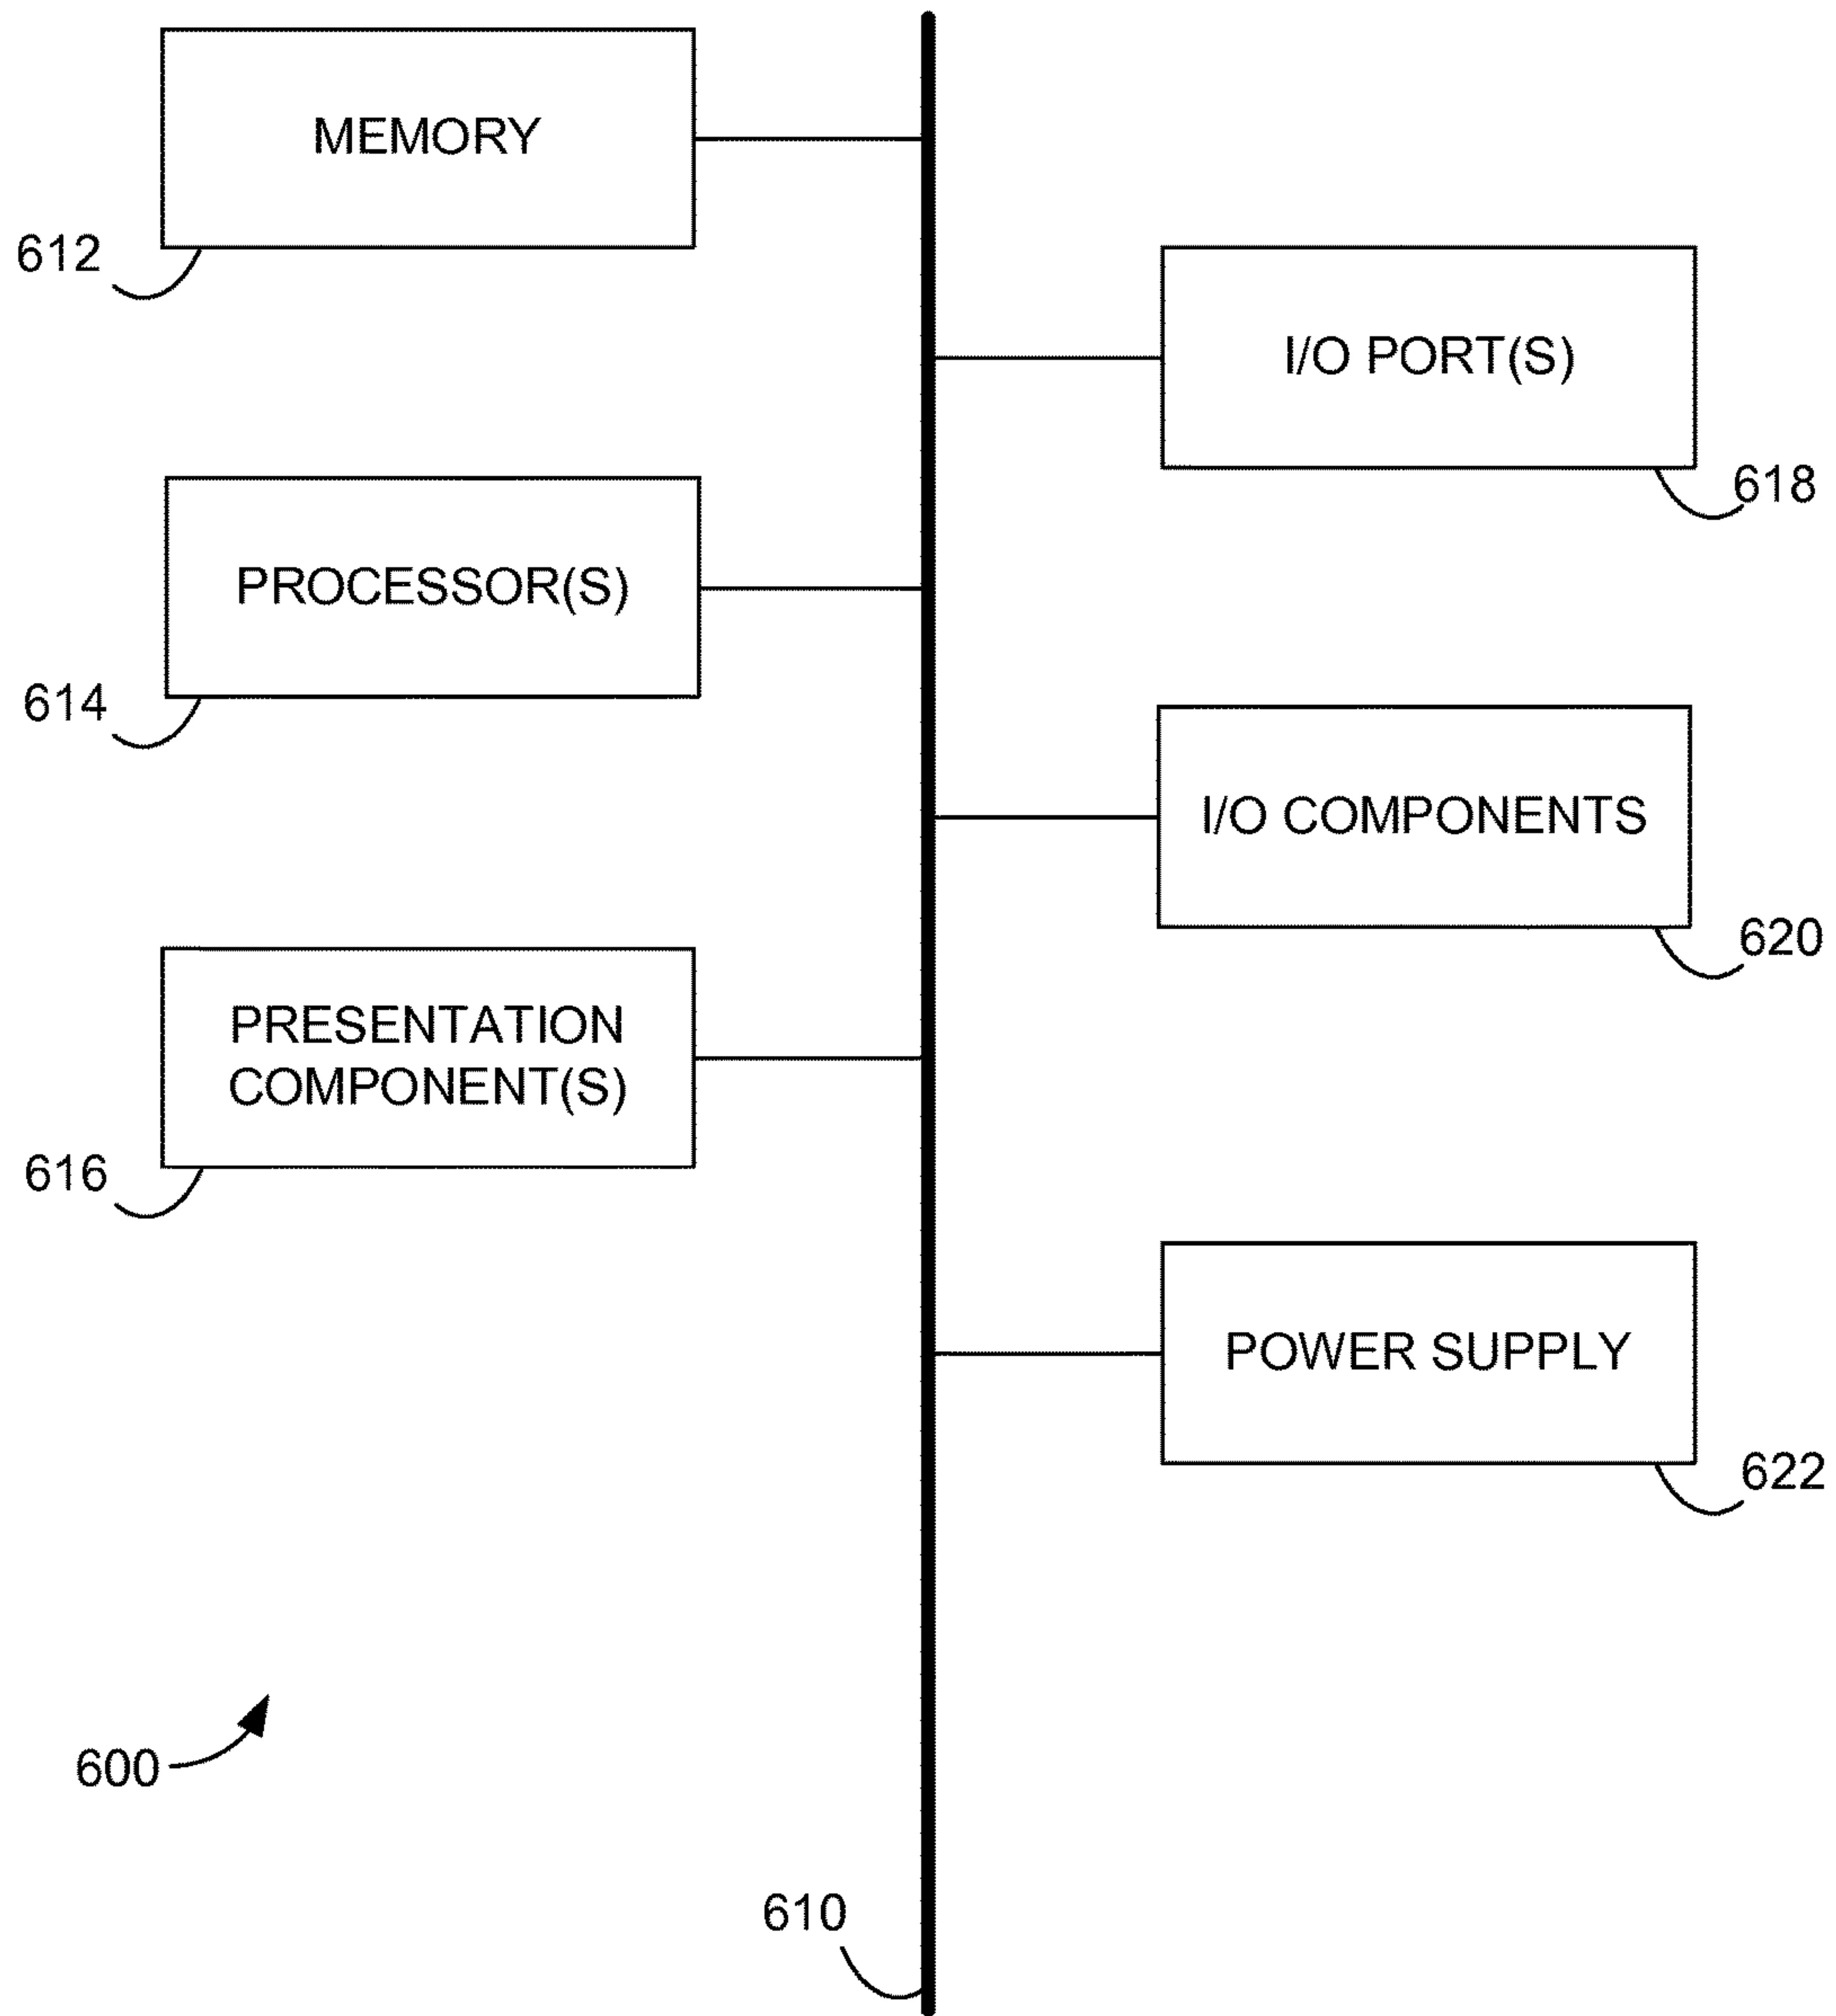 MEMORY
612
I/O PORT(S)
618
PROCESSOR(S)
614
I/O COMPONENTS
620
PRESENTATION
COMPONENT(S)
616
POWER SUPPLY
622
600
610